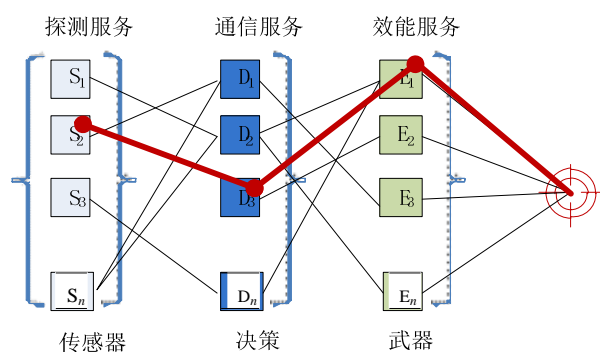 探测服务 通信服务 效能服务
S1 D1 E1
S2 D2 E2
S3 D3 E3
Sn Dn En
传感器 决策 武器